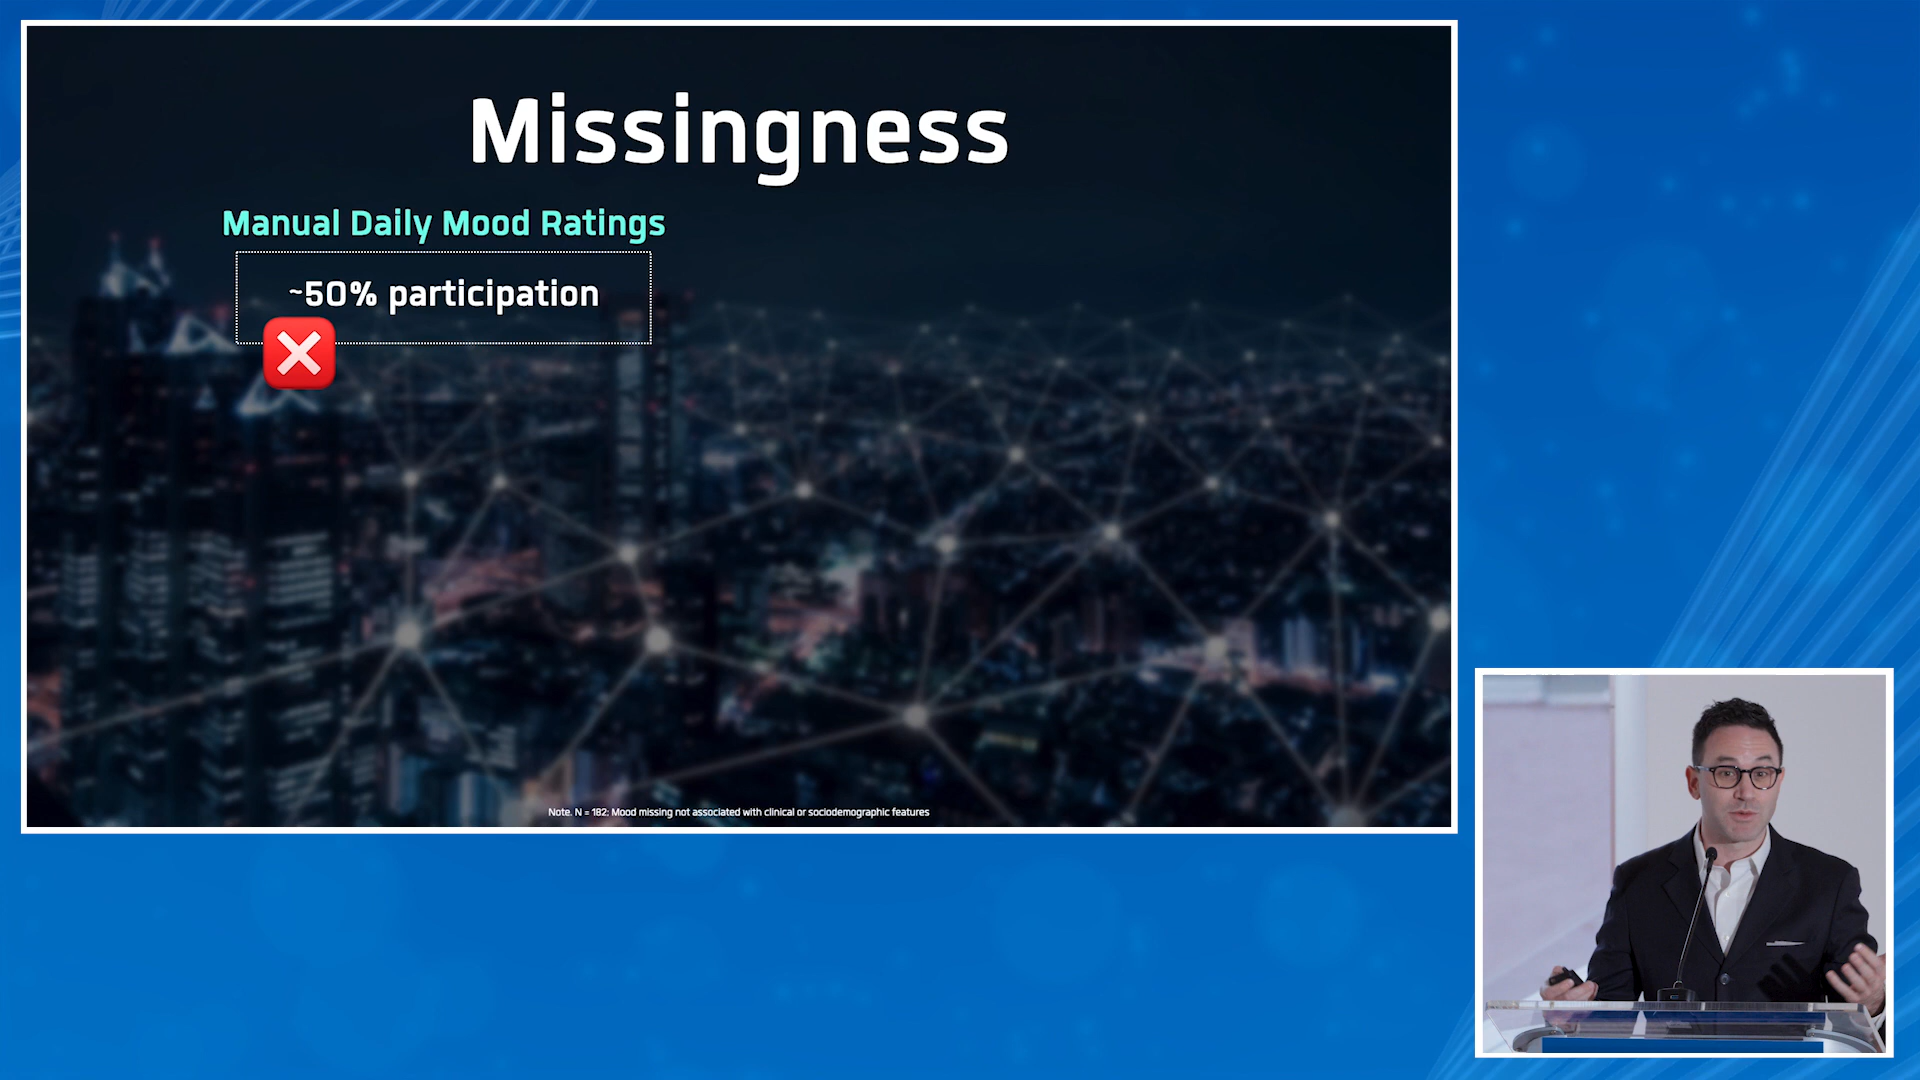 Missingness
Manual Daily Mood Ratings
~50% participation
Note. N = 182; Mood missing not associated with clinical or sociodemographic features